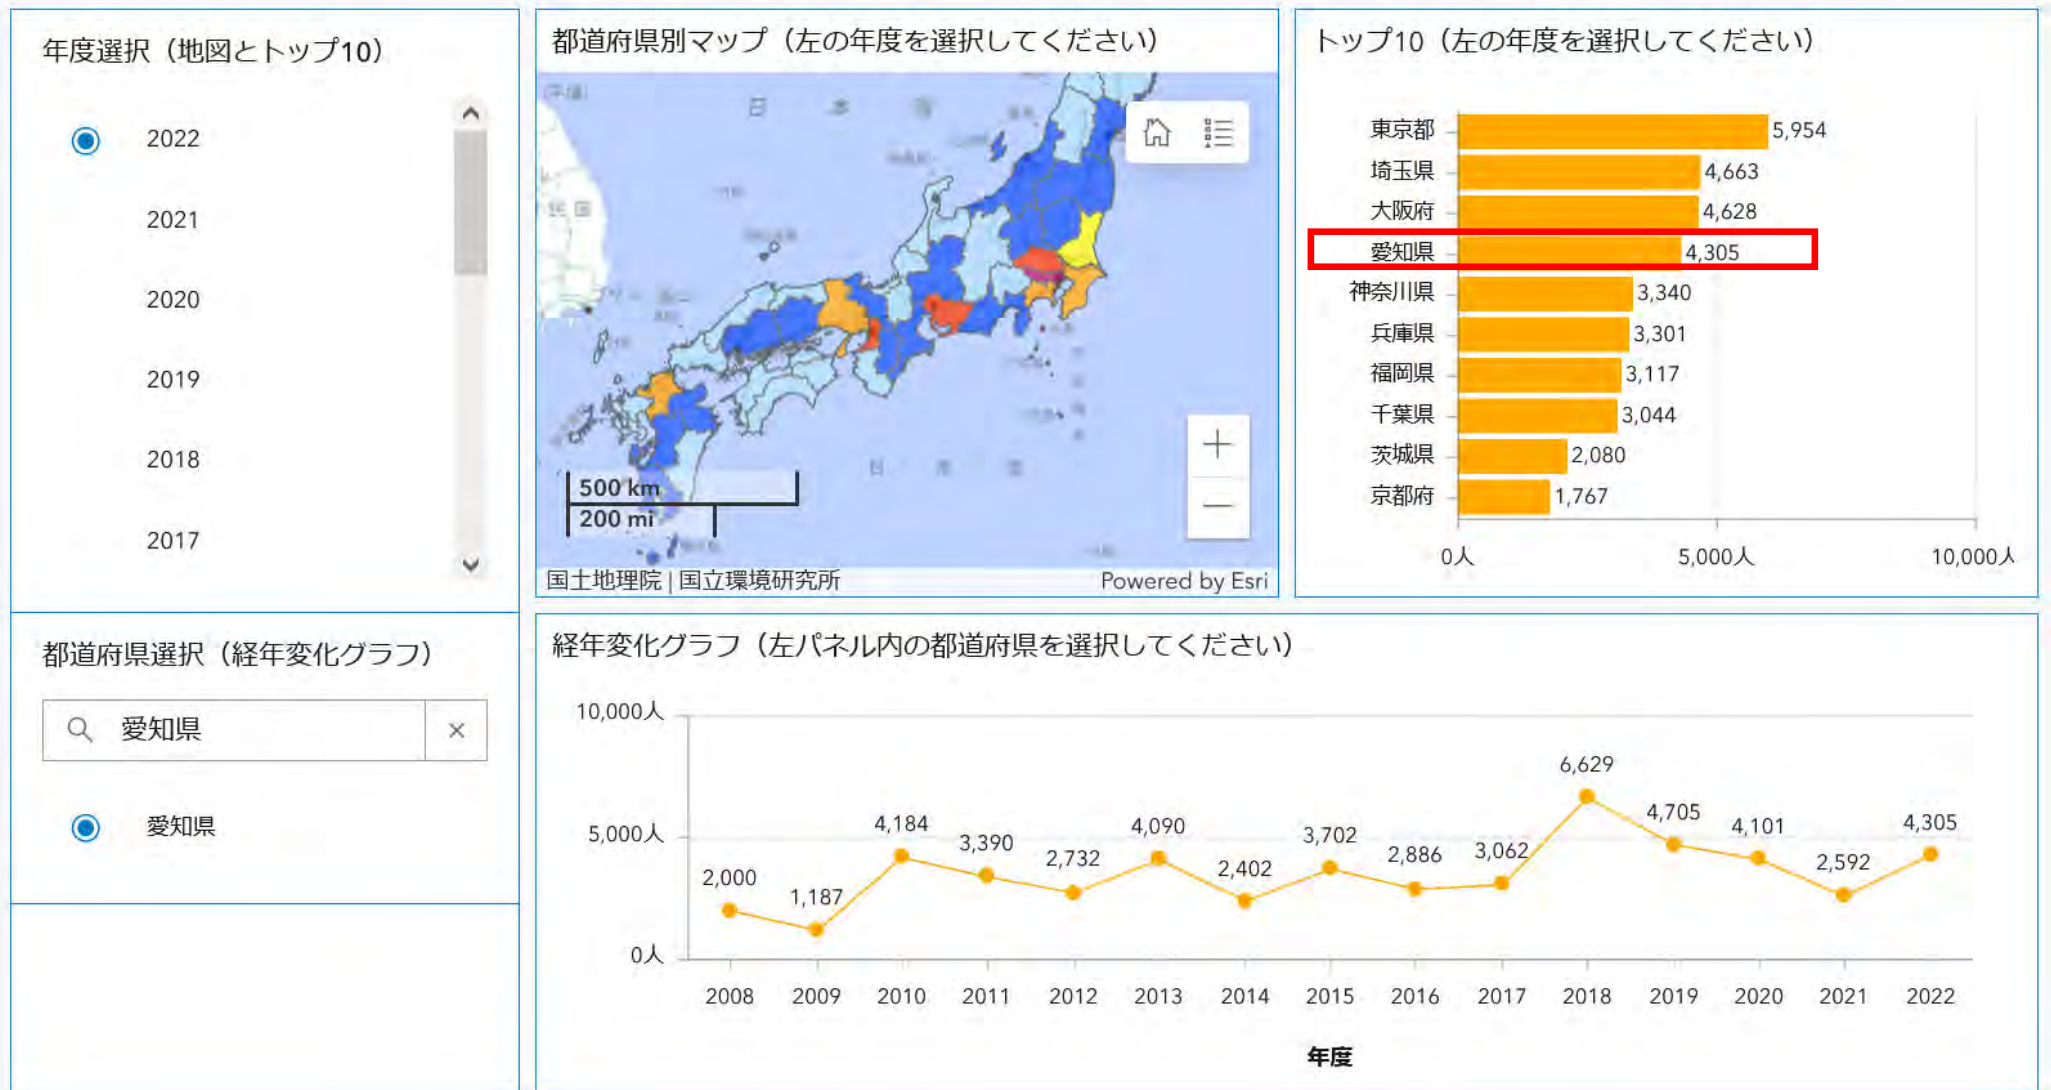 年度選択（地図とトップ10）
2022
2021
2020
2019
2018
2017
都道府県選択（経年変化グラフ）
愛知県
×
愛知県
都道府県別マップ（左の年度を選択してください）
日 本 海
500 km
200 mi
国土地理院 | 国立環境研究所
Powered by Esri
トップ10（左の年度を選択してください）
東京都 5,954
埼玉県 4,663
大阪府 4,628
愛知県 4,305
神奈川県 3,340
兵庫県 3,301
福岡県 3,117
千葉県 3,044
茨城県 2,080
京都府 1,767
0人 5,000人 10,000人
経年変化グラフ（左パネル内の都道府県を選択してください）
10,000人
5,000人
0人
2,000 1,187 4,184 3,390 2,732 4,090 2,402 3,702 2,886 3,062 6,629 4,705 4,101 2,592 4,305
2008 2009 2010 2011 2012 2013 2014 2015 2016 2017 2018 2019 2020 2021 2022
年度